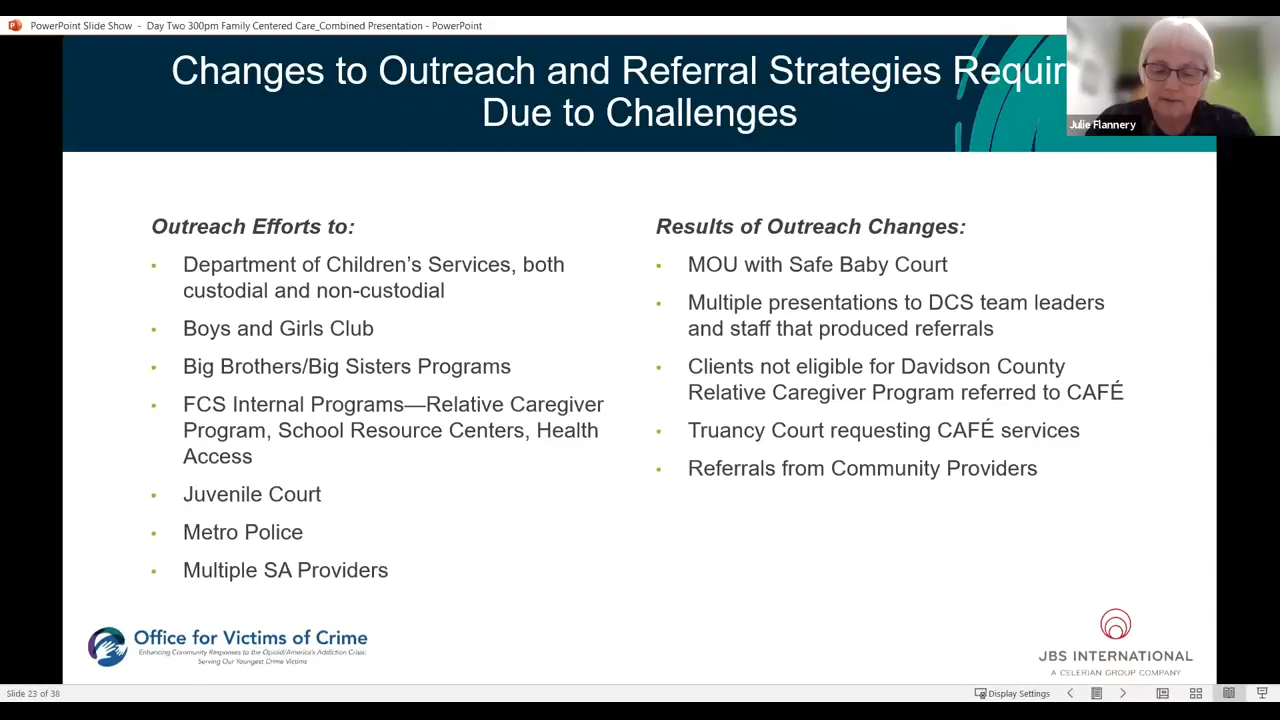 PowerPoint Slide Show - Day Two 300pm Family Centered Care_Combined Presentation - PowerPoint
Changes to Outreach and Referral Strategies Requir
Due to Challenges
Julie Flannery
Outreach Efforts to:
• Department of Children’s Services, both
custodial and non-custodial
• Boys and Girls Club
• Big Brothers/Big Sisters Programs
• FCS Internal Programs—Relative Caregiver
Program, School Resource Centers, Health
Access
• Juvenile Court
• Metro Police
• Multiple SA Providers
Results of Outreach Changes:
• MOU with Safe Baby Court
• Multiple presentations to DCS team leaders
and staff that produced referrals
• Clients not eligible for Davidson County
Relative Caregiver Program referred to CAFÉ
• Truancy Court requesting CAFÉ services
• Referrals from Community Providers
Office for Victims of Crime
Enhancing Community Responses to the Opioid/America's Addiction Crisis:
Serving Our Youngest Crime Victims
JBS INTERNATIONAL
A CELERIAN GROUP COMPANY
Slide 23 of 38
Display Settings